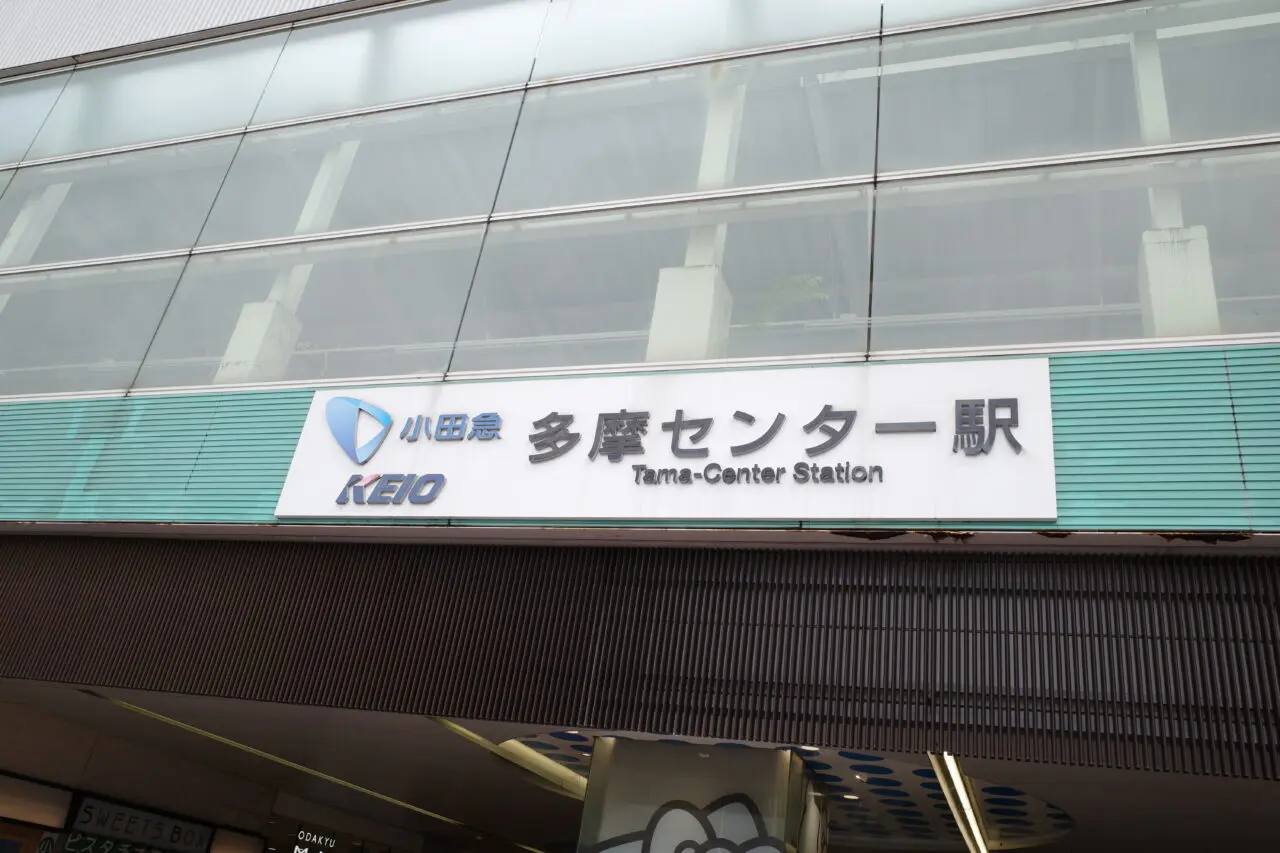 小田急
KEIO
多摩センター駅
Tama-Center Station
SWEETS BOX
ODAKYU